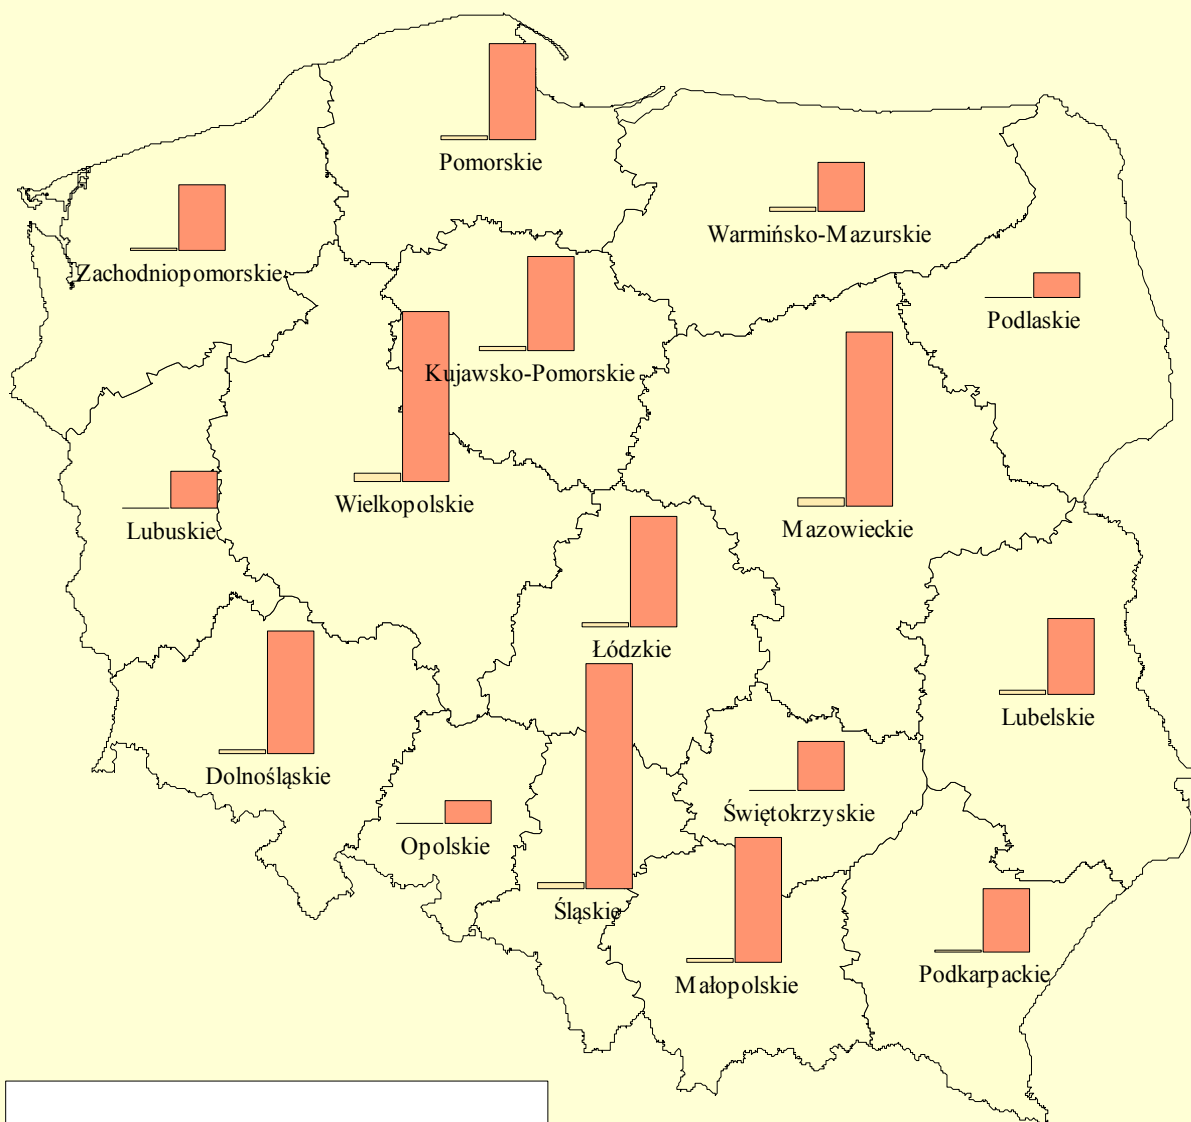 Pomorskie
Warmińsko-Mazurskie
Zachodniopomorskie
Podlaskie
Kujawsko-Pomorskie
Wielkopolskie
Mazowieckie
Lubuskie
Łódzkie
Lubelskie
Dolnośląskie
Świętokrzyskie
Opolskie
Śląskie
Podkarpackie
Małopolskie